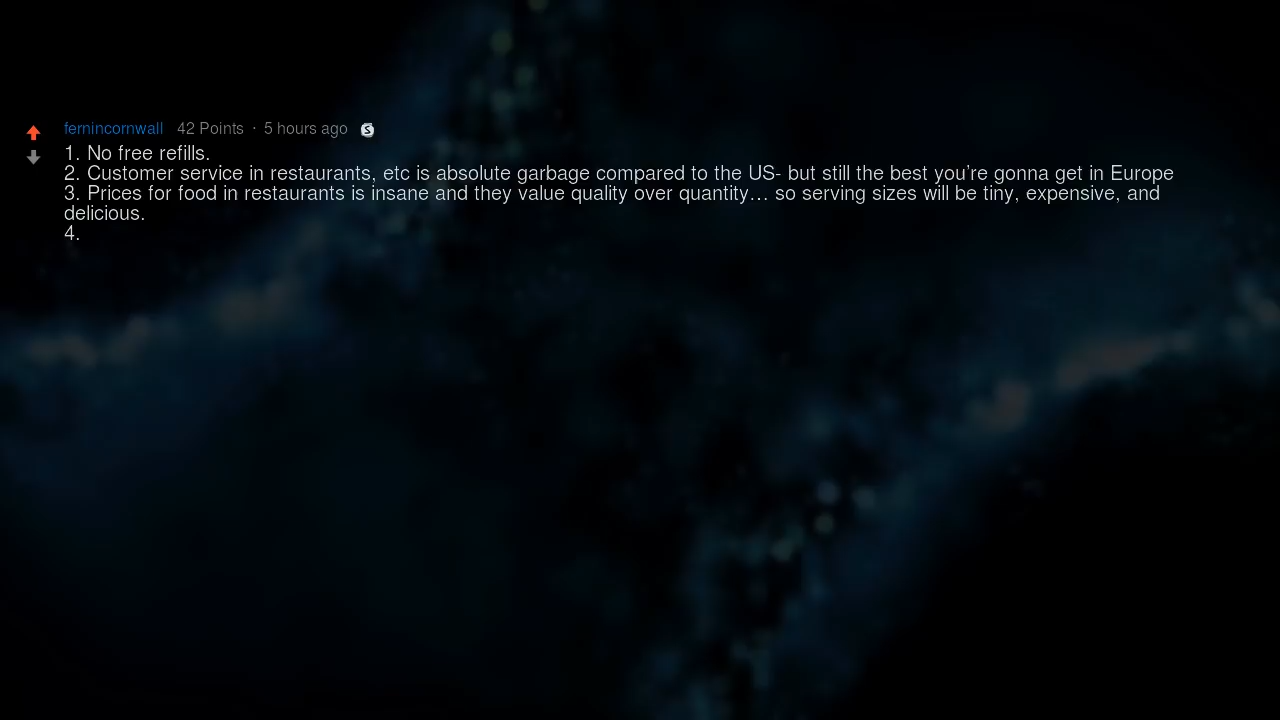 fernincornwall 42 Points · 5 hours ago S
1. No free refills.
2. Customer service in restaurants, etc is absolute garbage compared to the US- but still the best you’re gonna get in Europe
3. Prices for food in restaurants is insane and they value quality over quantity… so serving sizes will be tiny, expensive, and
delicious.
4.